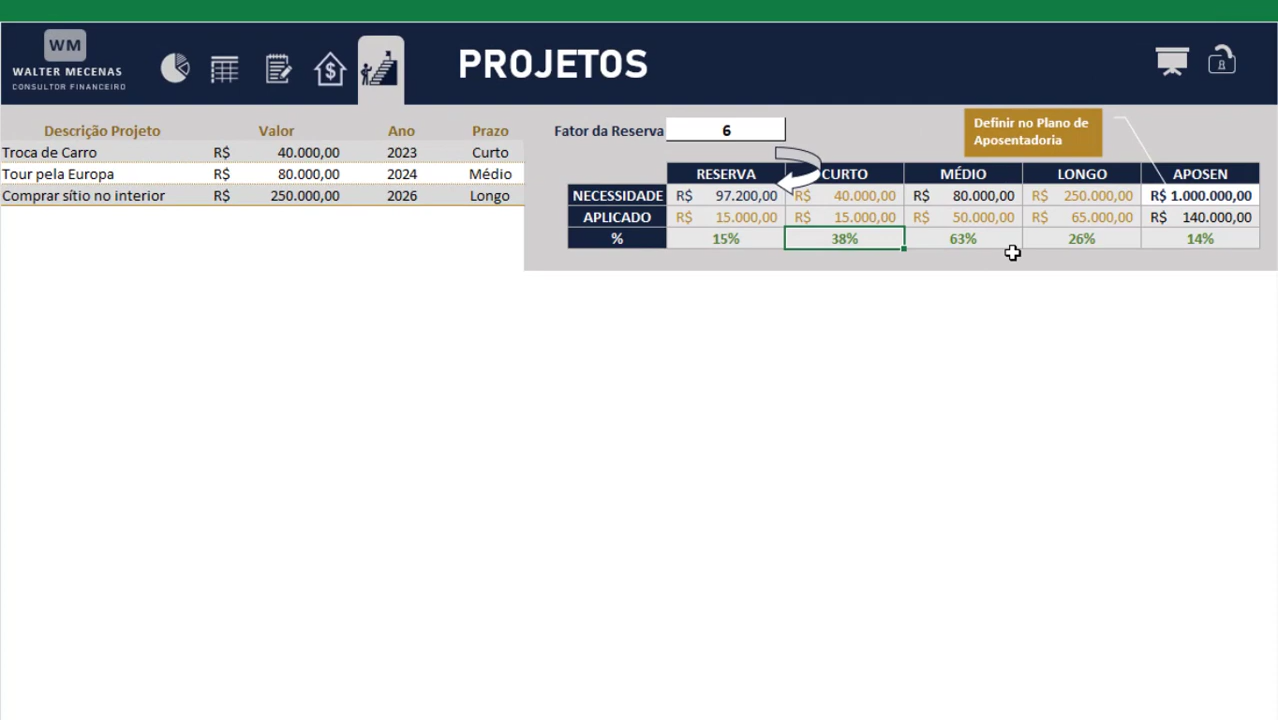 WM
WALTER MECENAS
CONSULTOR FINANCEIRO
PROJETOS
Descrição Projeto Valor Ano Prazo
Troca de Carro R$ 40.000,00 2023 Curto
Tour pela Europa R$ 80.000,00 2024 Médio
Comprar sítio no interior R$ 250.000,00 2026 Longo
Fator da Reserva 6
Definir no Plano de
Aposentadoria
RESERVA CURTO MÉDIO LONGO APOSEN
NECESSIDADE R$ 97.200,00 R$ 40.000,00 R$ 80.000,00 R$ 250.000,00 R$ 1.000.000,00
APLICADO R$ 15.000,00 R$ 15.000,00 R$ 50.000,00 R$ 65.000,00 R$ 140.000,00
% 15% 38% 63% 26% 14%